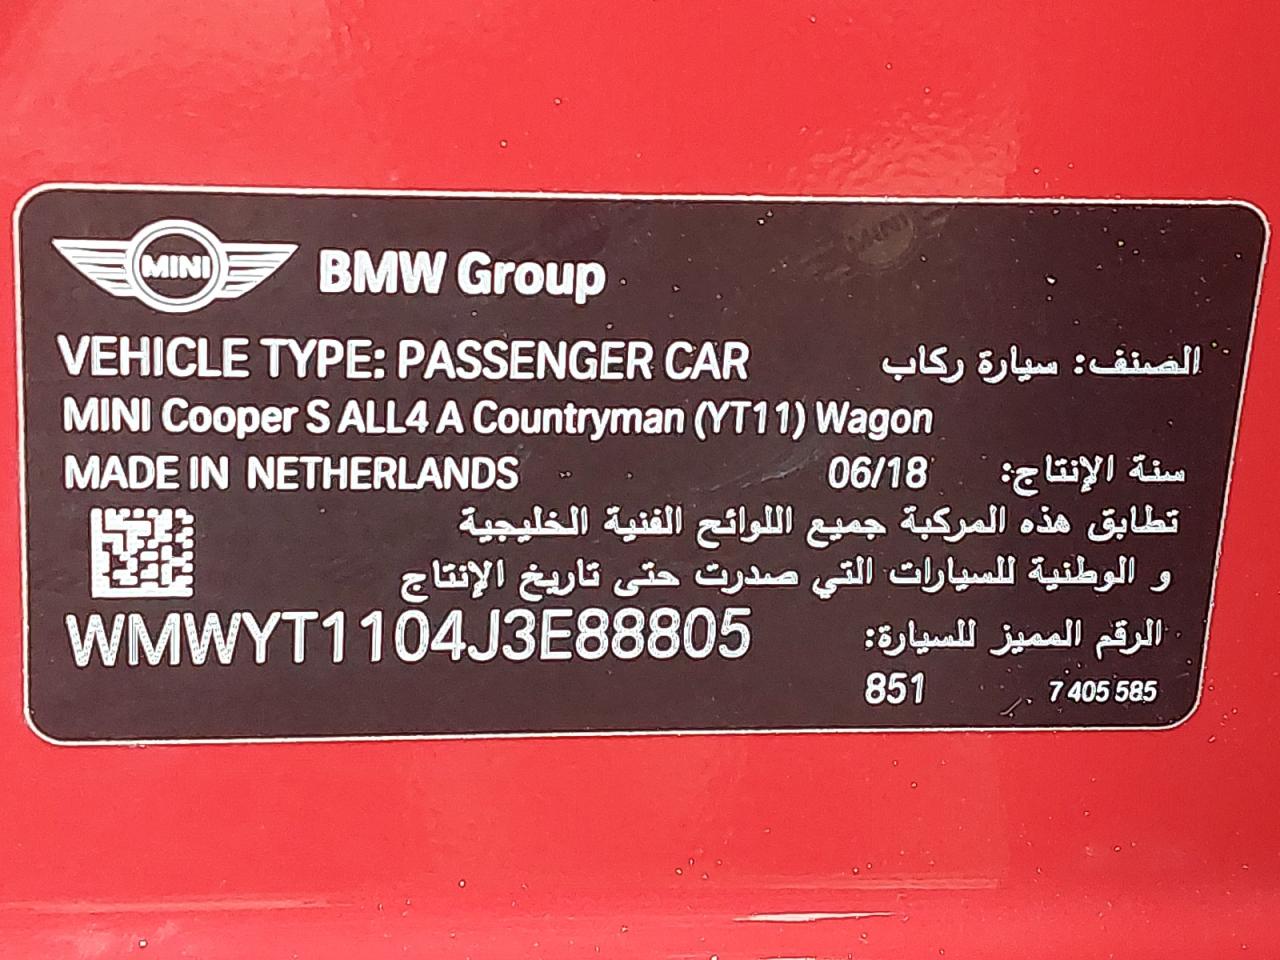 MINI BMW Group
VEHICLE TYPE: PASSENGER CAR الصنف: سيارة ركاب
MINI Cooper S ALL4 A Countryman (YT11) Wagon
MADE IN NETHERLANDS 06/18 سنة الإنتاج:
تطابق هذه المركبة جميع اللوائح الفنية الخليجية
و الوطنية للسيارات التي صدرت حتى تاريخ الإنتاج
WMWYT1104J3E88805 الرقم المميز للسيارة:
851 7 405 585